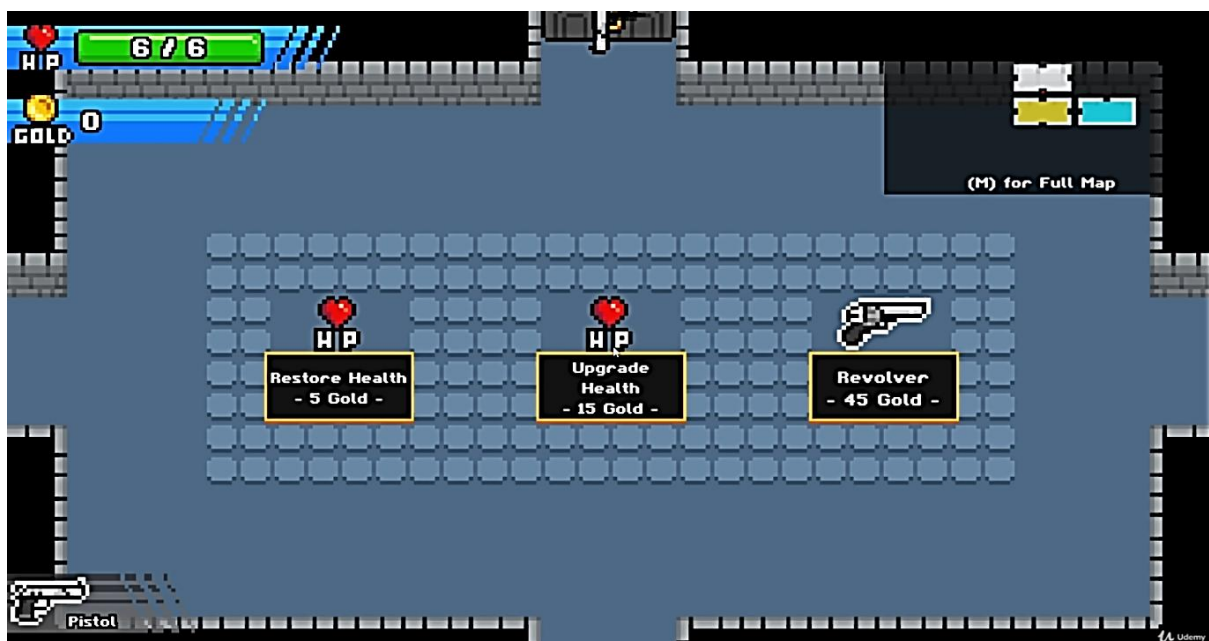 6/6
HP
0
GOLD
(M) for Full Map
HP
HP
Restore Health
- 5 Gold -
Upgrade
Health
- 15 Gold -
Revolver
- 45 Gold -
Pistol
Udemy